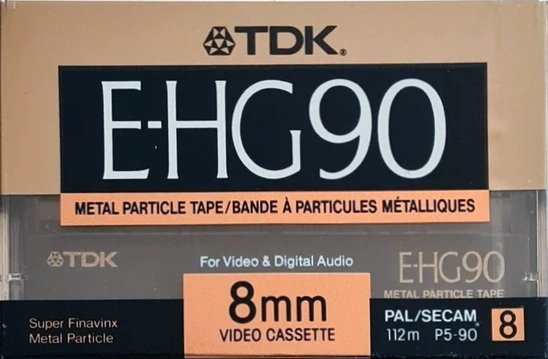 TDK®
E-HG90
METAL PARTICLE TAPE/BANDE À PARTICULES MÉTALLIQUES
TDK
For Video & Digital Audio
E-HG90
METAL PARTICLE TAPE
8mm
VIDEO CASSETTE
Super Finavinx
Metal Particle
PAL/SECAM
112m P5-90
8